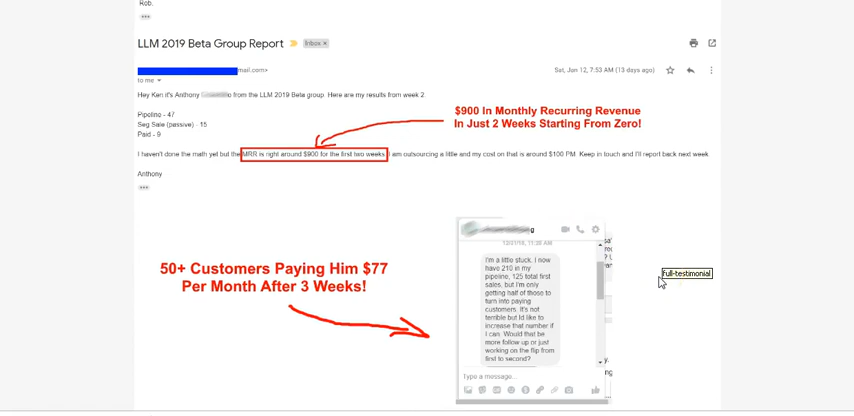 Rob.
LLM 2019 Beta Group Report
Inbox ×
mail.com>
Sat, Jan 12, 7:53 AM (13 days ago)
to me
Hey Ken it's Anthony from the LLM 2019 Beta group. Here are my results from week 2.
$900 In Monthly Recurring Revenue
In Just 2 Weeks Starting From Zero!
Pipeline - 47
Seg Sale (passive) - 15
Paid - 9
I haven't done the math yet but the MRR is right around $900 for the first two weeks. I am outsourcing a little and my cost on that is around $100 PM. Keep in touch and I'll report back next week
Anthony
50+ Customers Paying Him $77
Per Month After 3 Weeks!
g
12/31/18, 11:28 AM
I'm a little stuck. I now
have 210 in my
pipeline, 125 total first
sales, but I'm only
getting half of those to
turn into paying
customers. It's not
terrible but Id like to
increase that number if
I can. Would that be
more follow up or just
working on the flip from
first to second?
Type a message...
full-testimonial